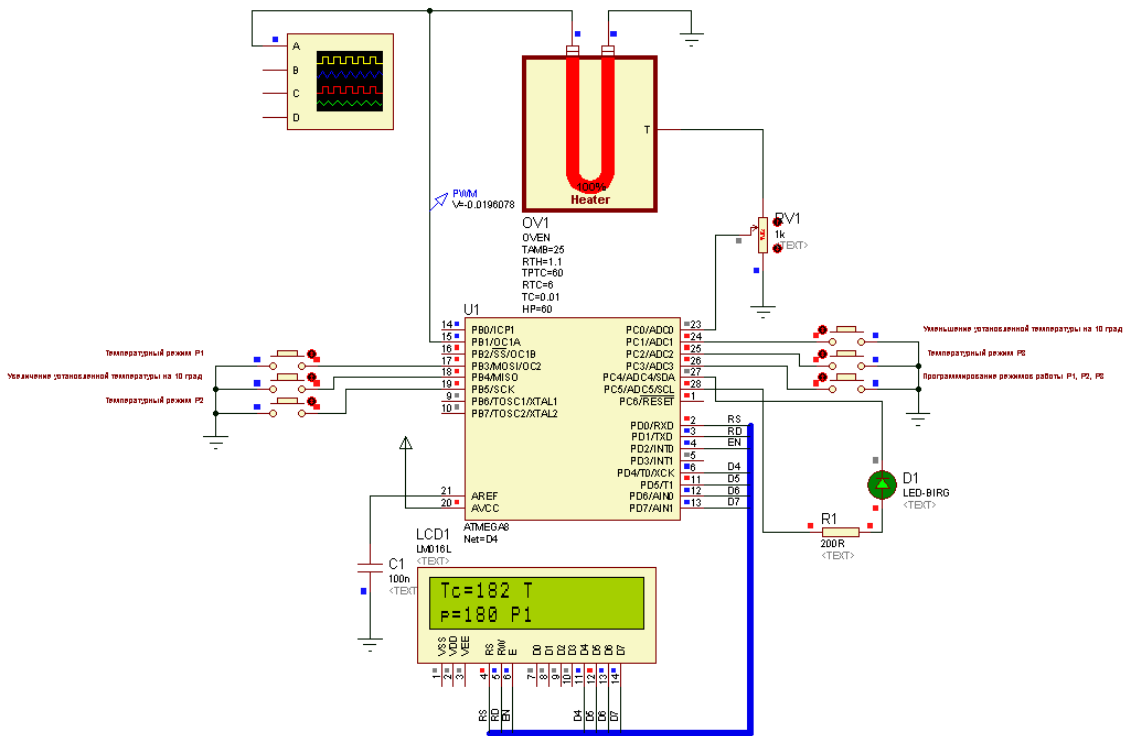 A
B
C
D
PWM
V=-0.0196078
100%
Heater
T
OV1
OVEN
TAMB=25
RTH=1.1
TPTC=60
RTC=6
TC=0.01
HP=60
RV1
1k
<TEXT>
U1
14 PB0/ICP1
15 PB1/OC1A
16 PB2/SS/OC1B
17 PB3/MOSI/OC2
18 PB4/MISO
19 PB5/SCK
9 PB6/TOSC1/XTAL1
10 PB7/TOSC2/XTAL2
21 AREF
20 AVCC
PC0/ADC0 23
PC1/ADC1 24
PC2/ADC2 25
PC3/ADC3 26
PC4/ADC4/SDA 27
PC5/ADC5/SCL 28
PC6/RESET 1
PD0/RXD 2 RS
PD1/TXD 3 RD
PD2/INT0 4 EN
PD3/INT1 5
PD4/T0/XCK 6 D4
PD5/T1 11 D5
PD6/AIN0 12 D6
PD7/AIN1 13 D7
ATMEGA8
Net=D4
Температурный режим P1
Увеличение установленной температуры на 10 град
Температурный режим P2
Уменьшение установленной температуры на 10 град
Температурный режим P3
Программирование режимов работы P1, P2, P3
D1
LED-BIRG
<TEXT>
R1
200R
<TEXT>
C1
100n
<TEXT>
LCD1
LM016L
<TEXT>
Tc=182 T
p=180 P1
VSS VDD VEE RS RW E D0 D1 D2 D3 D4 D5 D6 D7
1 2 3 4 5 6 7 8 9 10 11 12 13 14
RS RD EN D4 D5 D6 D7